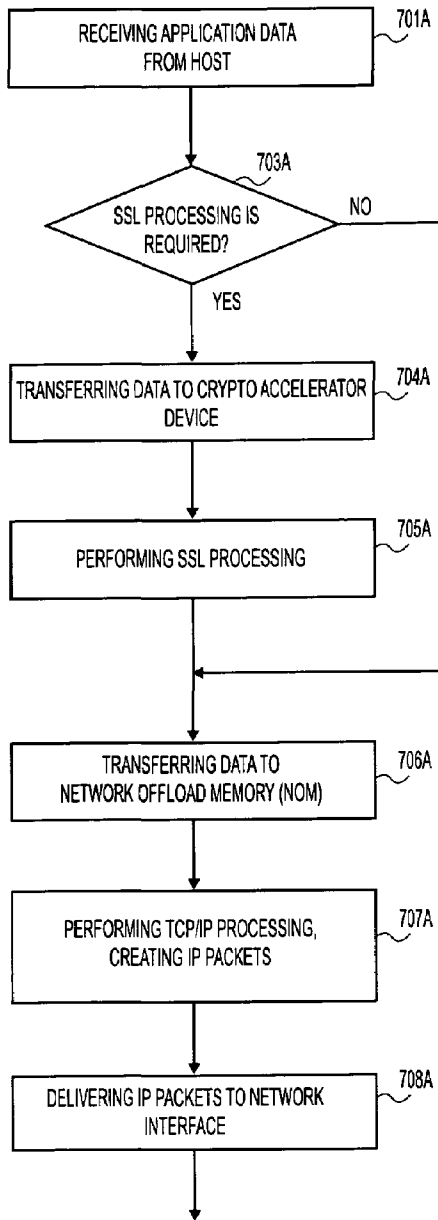 RECEIVING APPLICATION DATA
FROM HOST
701A
703A
SSL PROCESSING IS
REQUIRED?
NO
YES
TRANSFERRING DATA TO CRYPTO ACCELERATOR
DEVICE
704A
PERFORMING SSL PROCESSING
705A
TRANSFERRING DATA TO
NETWORK OFFLOAD MEMORY (NOM)
706A
PERFORMING TCP/IP PROCESSING,
CREATING IP PACKETS
707A
DELIVERING IP PACKETS TO NETWORK
INTERFACE
708A